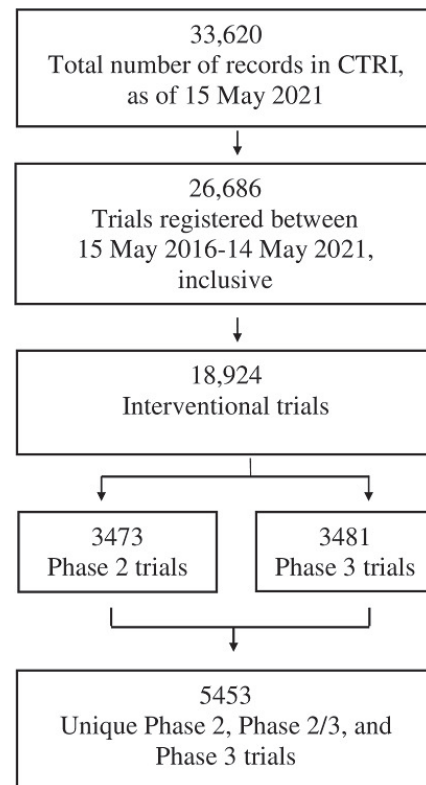 33,620
Total number of records in CTRI,
as of 15 May 2021
26,686
Trials registered between
15 May 2016-14 May 2021,
inclusive
18,924
Interventional trials
3473
Phase 2 trials
3481
Phase 3 trials
5453
Unique Phase 2, Phase 2/3, and
Phase 3 trials